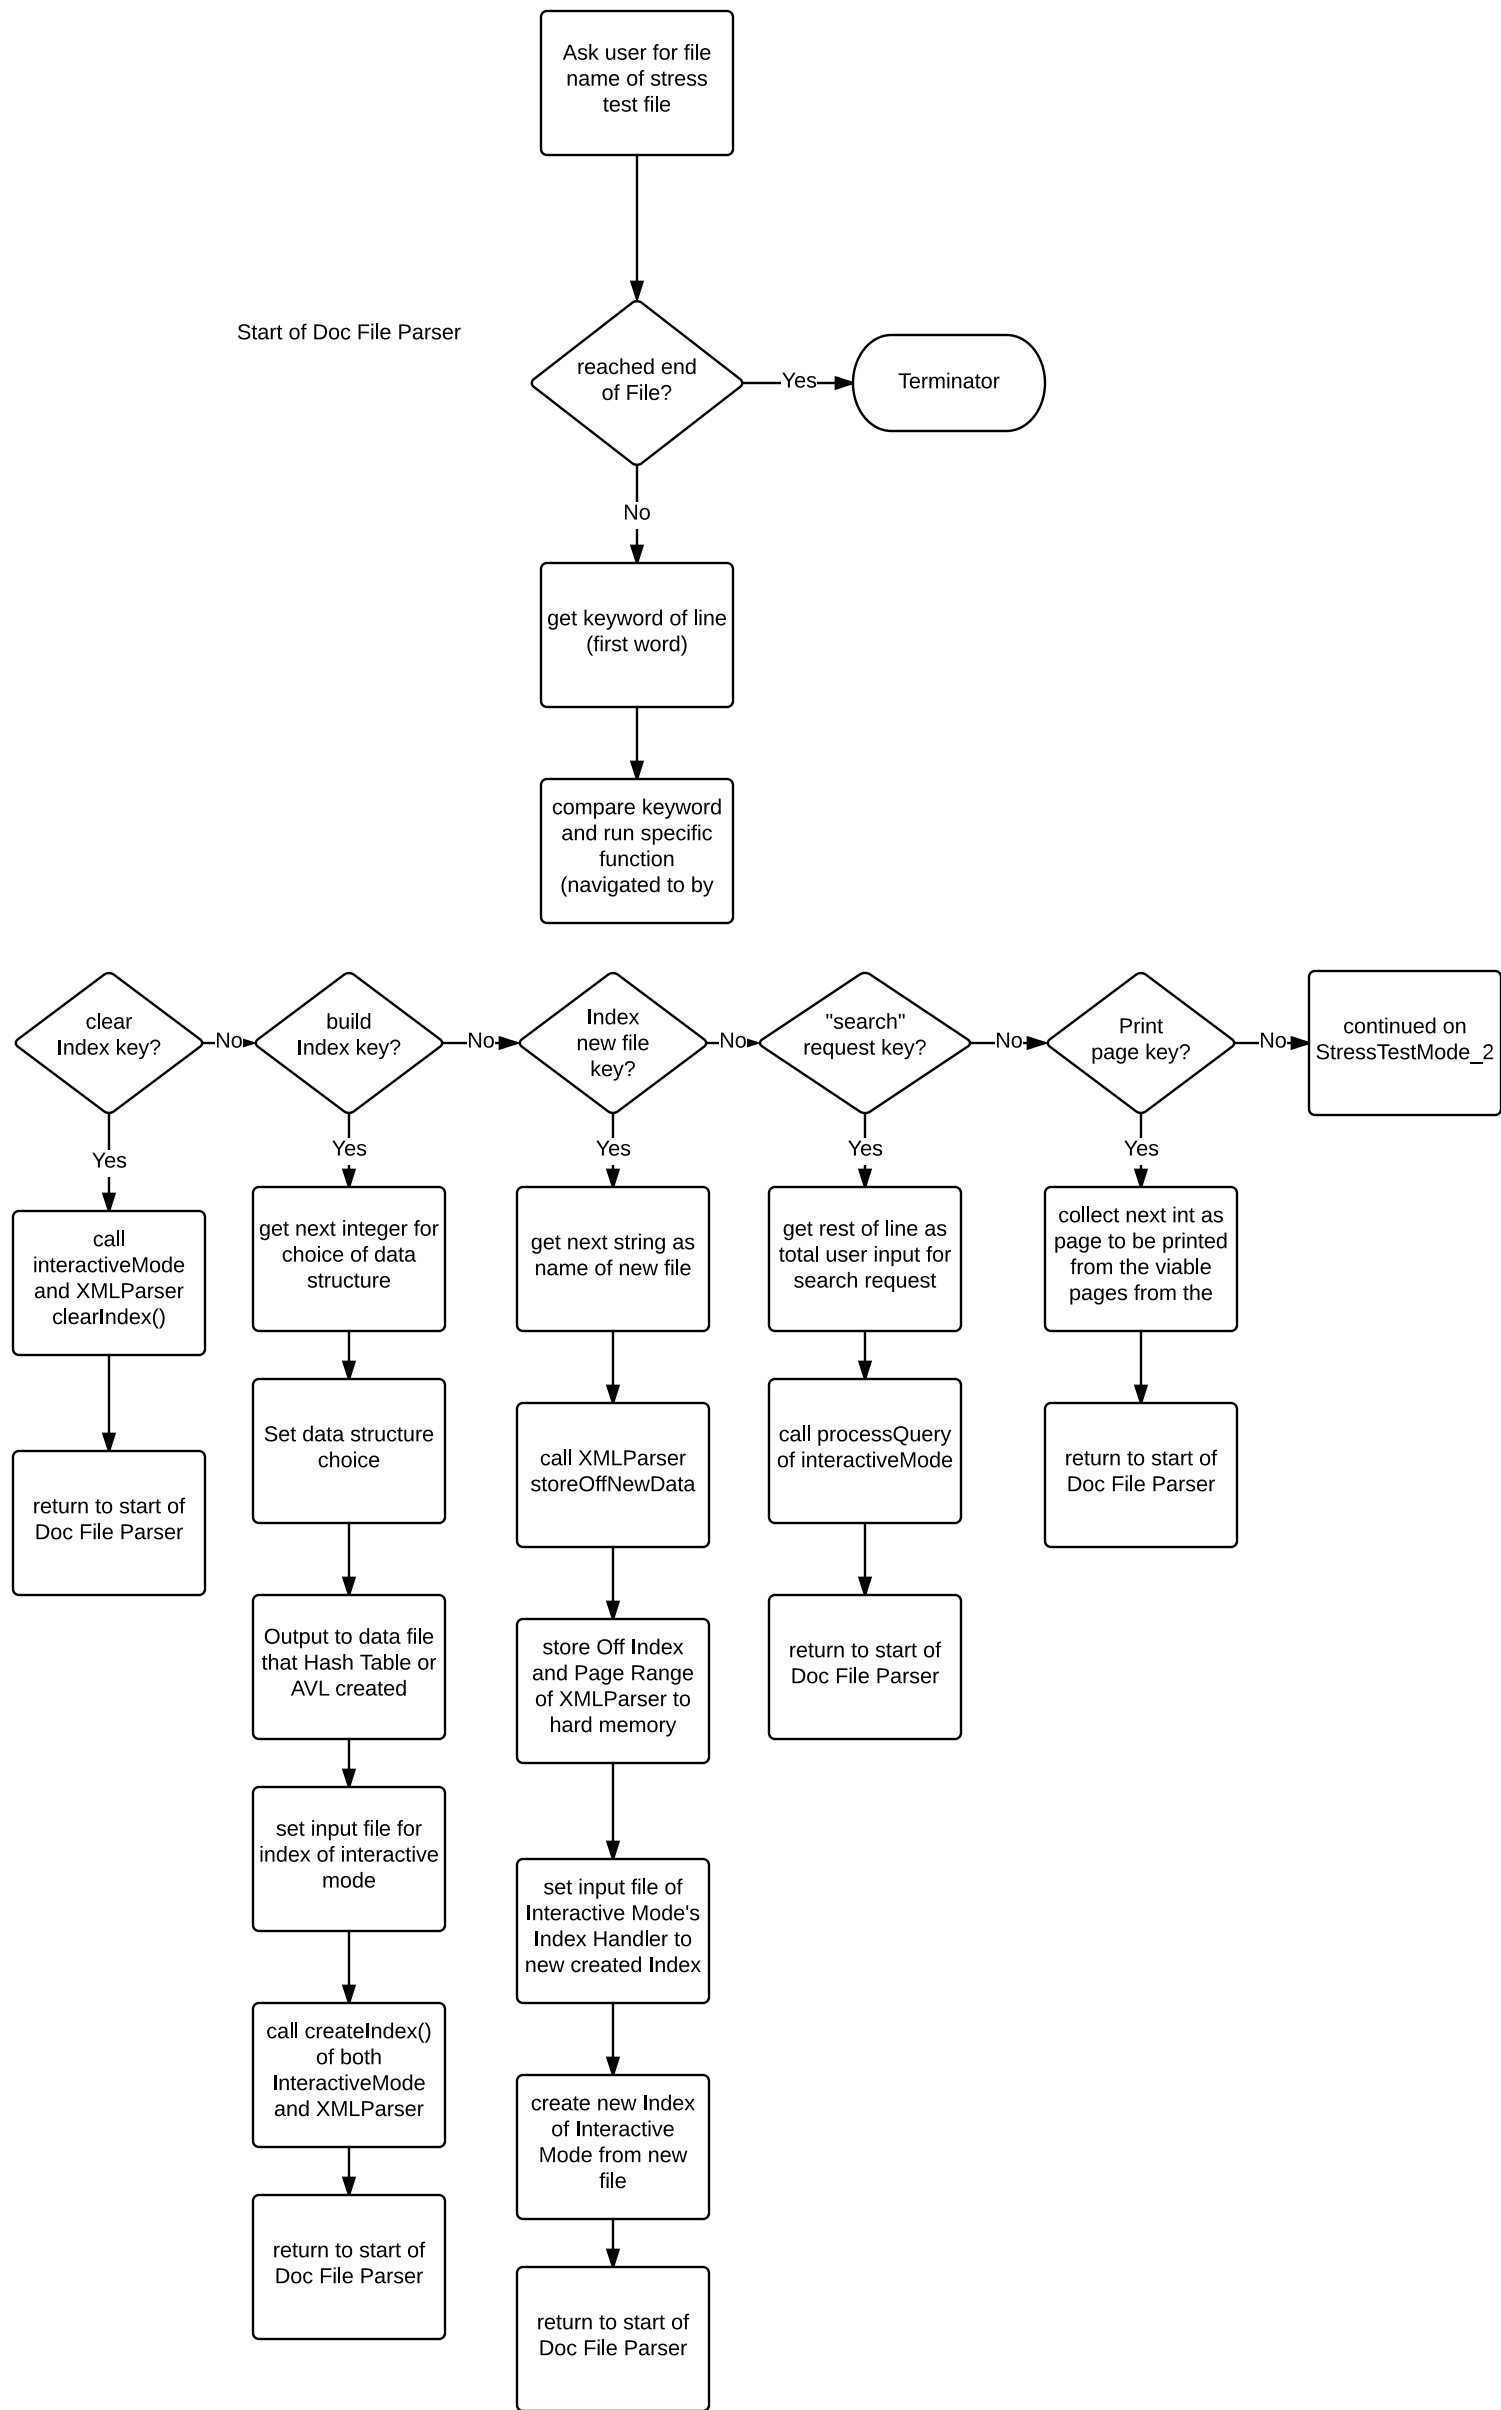 Ask user for file
name of stress
test file
Start of Doc File Parser
reached end
of File?
Yes
Terminator
No
get keyword of line
(first word)
compare keyword
and run specific
function
(navigated to by
clear
Index key?
No
build
Index key?
No
Index
new file
key?
No
"search"
request key?
No
Print
page key?
No
continued on
StressTestMode_2
Yes
Yes
Yes
Yes
Yes
call
interactiveMode
and XMLParser
clearIndex()
return to start of
Doc File Parser
get next integer for
choice of data
structure
Set data structure
choice
Output to data file
that Hash Table or
AVL created
set input file for
index of interactive
mode
call createIndex()
of both
InteractiveMode
and XMLParser
return to start of
Doc File Parser
get next string as
name of new file
call XMLParser
storeOffNewData
store Off Index
and Page Range
of XMLParser to
hard memory
set input file of
Interactive Mode's
Index Handler to
new created Index
create new Index
of Interactive
Mode from new
file
return to start of
Doc File Parser
get rest of line as
total user input for
search request
call processQuery
of interactiveMode
return to start of
Doc File Parser
collect next int as
page to be printed
from the viable
pages from the
return to start of
Doc File Parser